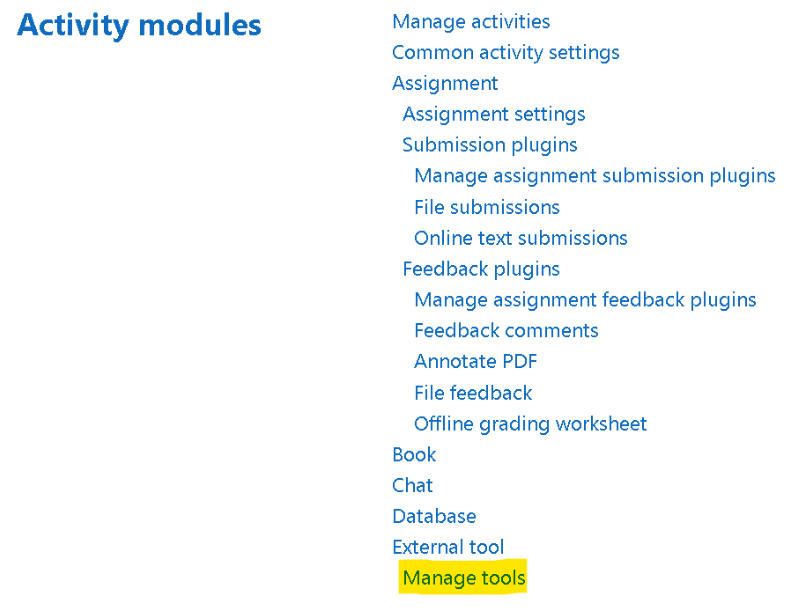 Activity modules
Manage activities
Common activity settings
Assignment
Assignment settings
Submission plugins
Manage assignment submission plugins
File submissions
Online text submissions
Feedback plugins
Manage assignment feedback plugins
Feedback comments
Annotate PDF
File feedback
Offline grading worksheet
Book
Chat
Database
External tool
Manage tools